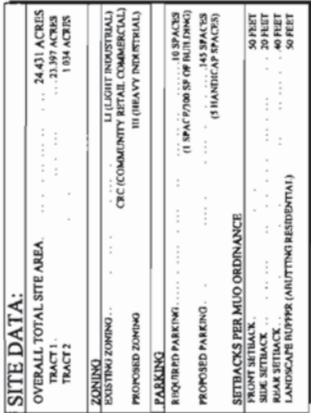 SITE DATA:
OVERALL TOTAL SITE AREA. . . . . 24.431 ACRES
TRACT 1 . . . . . 23.397 ACRES
TRACT 2 . 1 034 ACRES
ZONING
EXISTING ZONING . . . . . LI (LIGHT INDUSTRIAL)
CRC (COMMUNITY RETAIL COMMERCIAL)
PROPOSED ZONING HI (HEAVY INDUSTRIAL)
PARKING
REQUIRED PARKING . . . . . 10 SPACES
(1 SPACE/300 SF OF BUILDING)
PROPOSED PARKING . . . . . 145 SPACES
(5 HANDICAP SPACES)
SETBACKS PER MUO ORDINANCE
FRONT SETBACK . 50 FEET
SIDE SETBACK . . . . . 20 FEET
REAR SETBACK . . . . . 40 FEET
LANDSCAPE BUFFER (ABUTTING RESIDENTIAL) 50 FEET